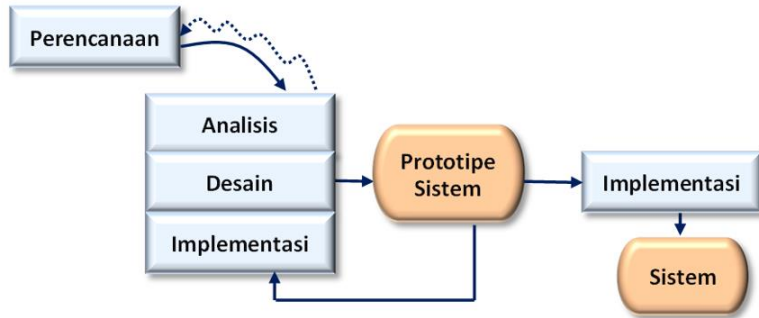 Perencanaan
Analisis
Desain
Implementasi
Prototipe
Sistem
Implementasi
Sistem